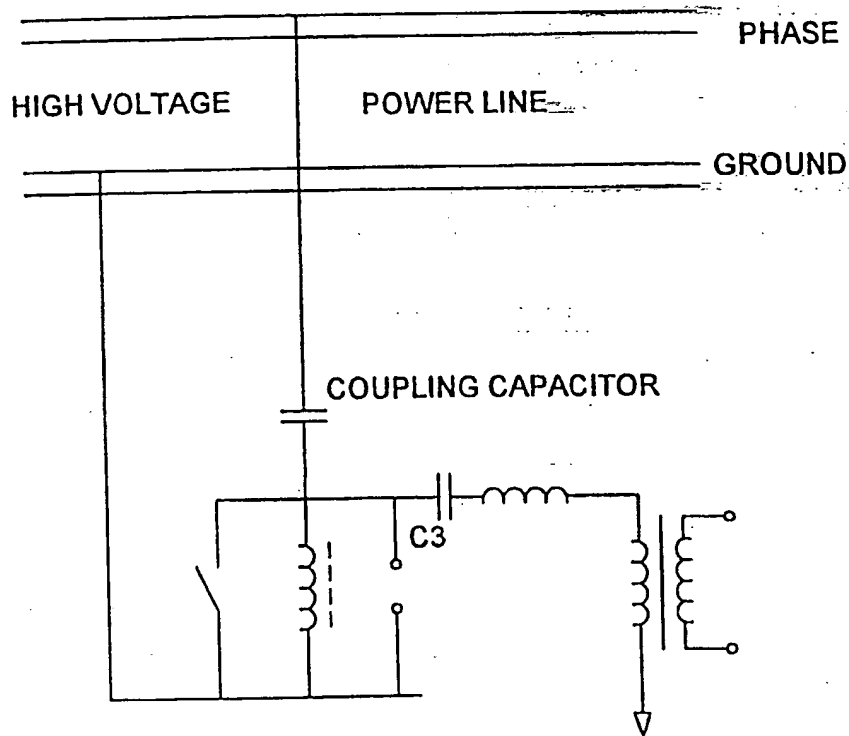 PHASE
HIGH VOLTAGE POWER LINE
GROUND
COUPLING CAPACITOR
C3